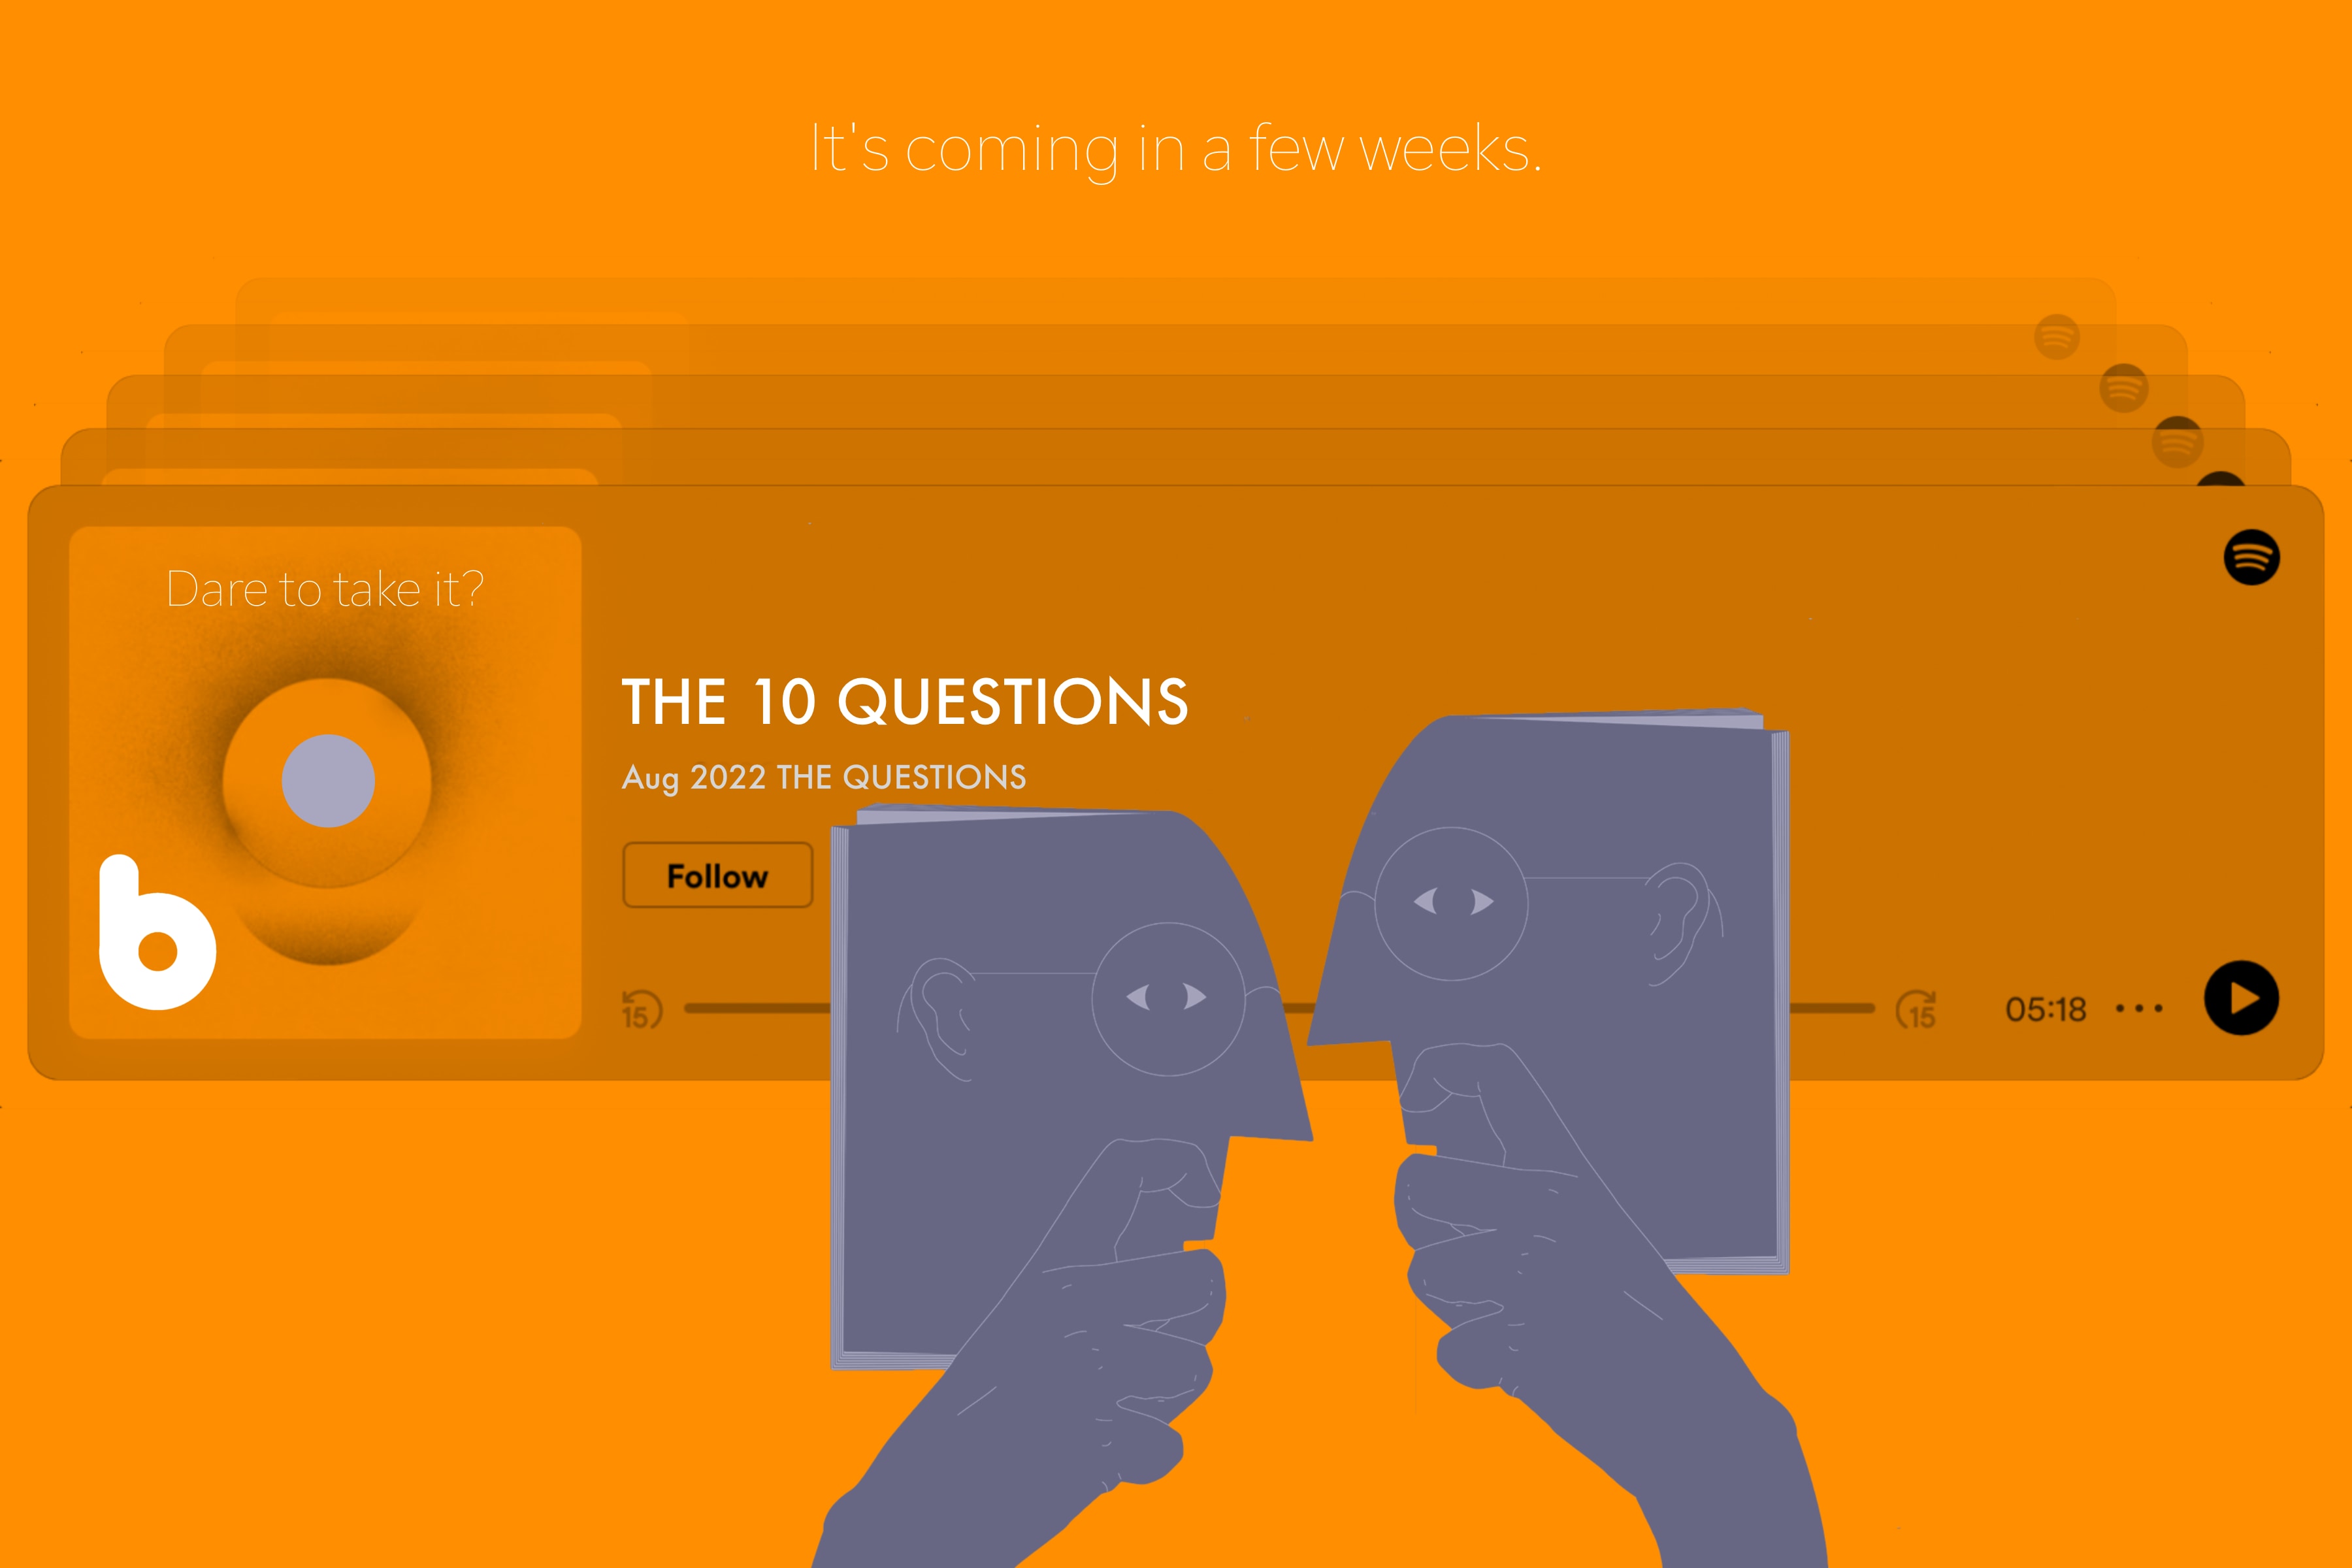 It's coming in a few weeks.
Dare to take it?
b
THE 10 QUESTIONS
Aug 2022 THE QUESTIONS
Follow
15
15
05:18